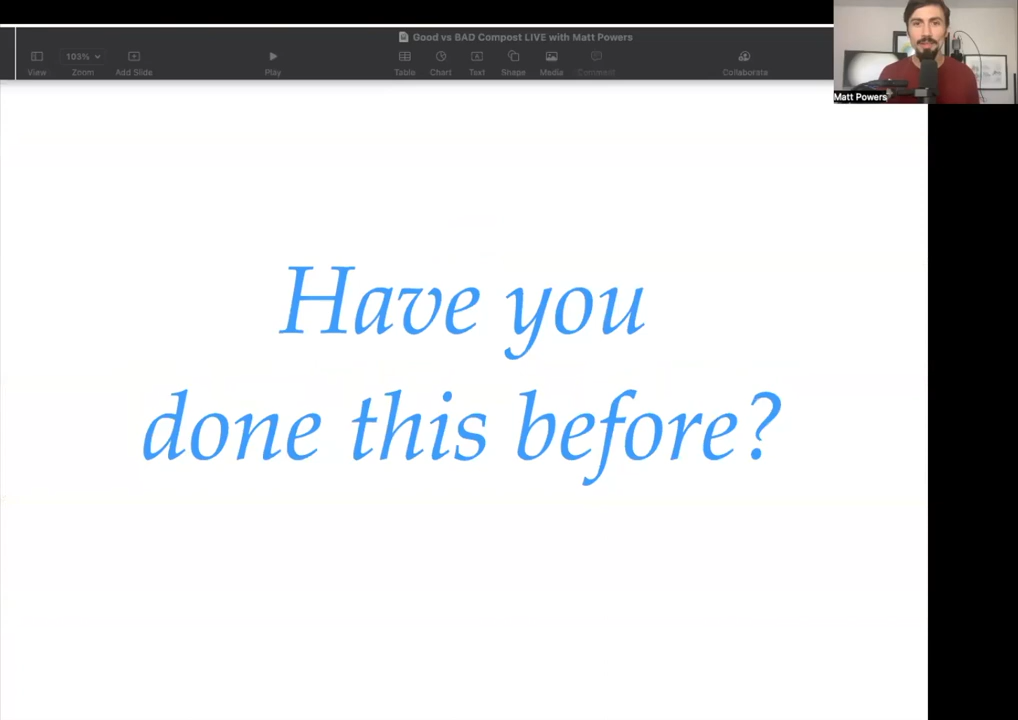 Good vs BAD Compost LIVE with Matt Powers
103%
View Zoom Add Slide Play Table Chart Text Shape Media Comment Collaborate
Matt Powers
Have you
done this before?